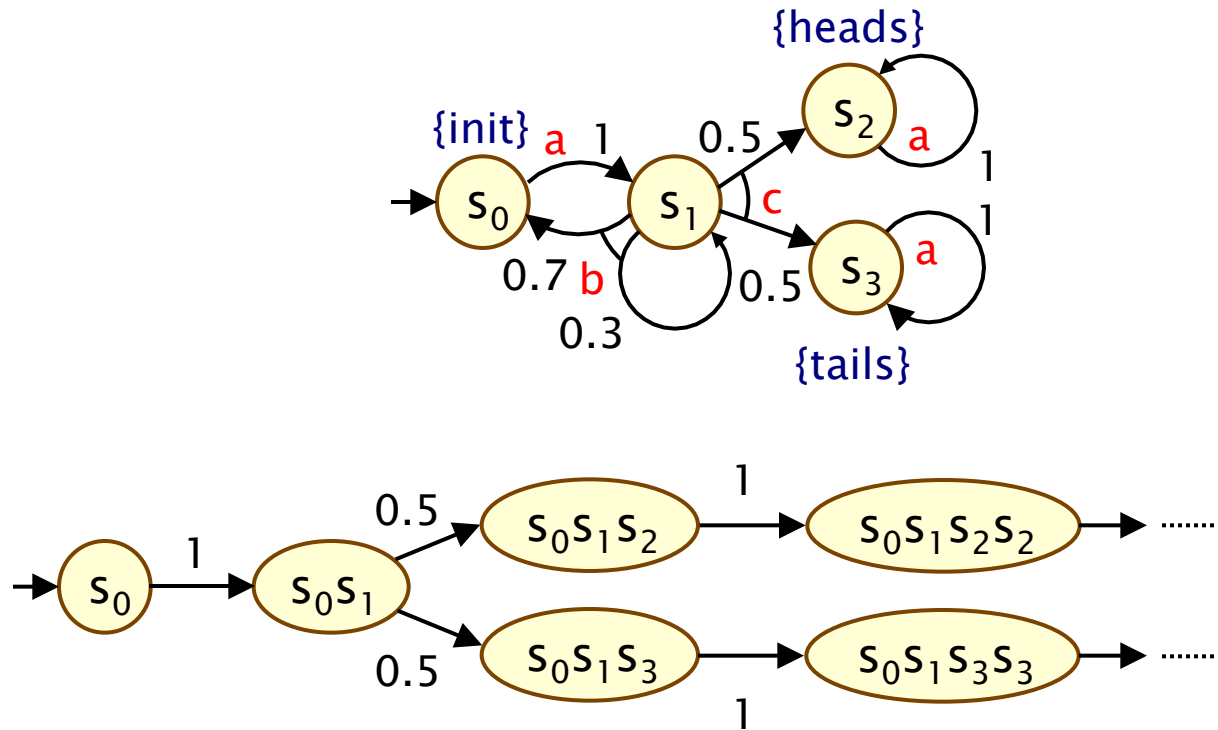 {heads}
{init} a 1 0.5 s₂ a 1
s₀ s₁ c 1
0.7 b 0.5 s₃ a
0.3
{tails}
0.5 s₀s₁s₂ 1 s₀s₁s₂s₂ ......
s₀ 1 s₀s₁
0.5 s₀s₁s₃ 1 s₀s₁s₃s₃ ......